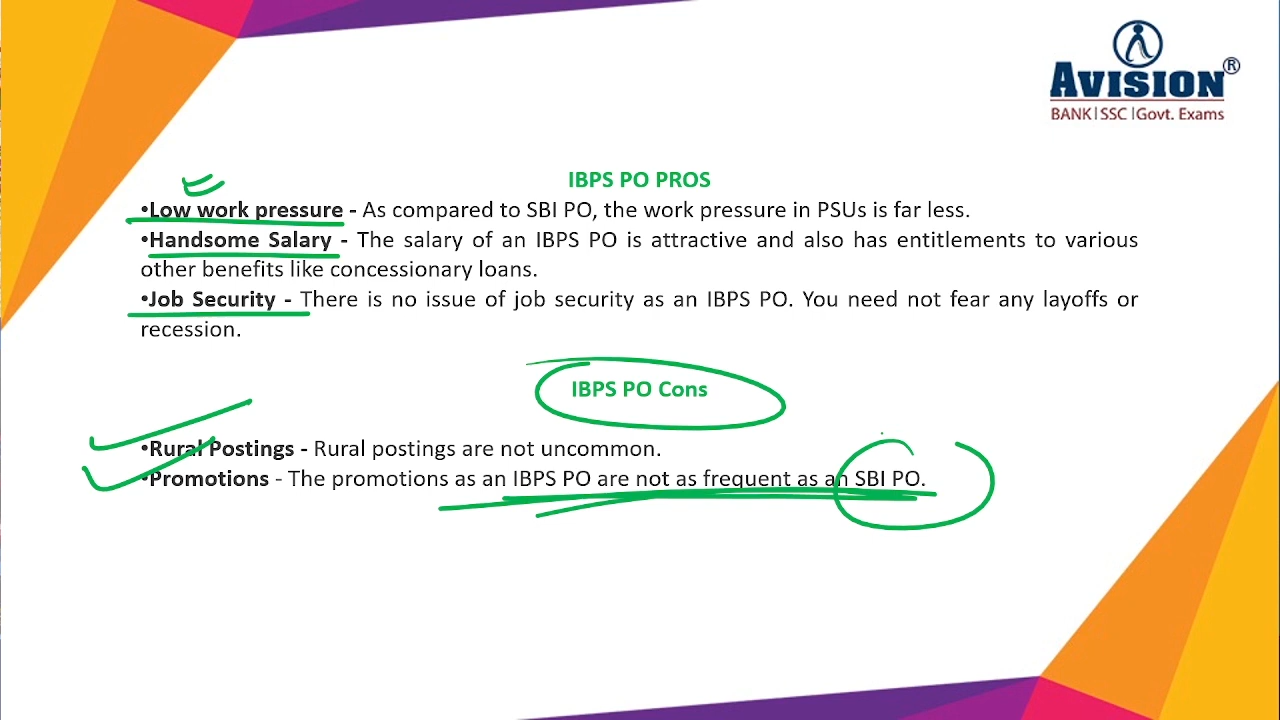 AVISION®
BANK|SSC|Govt. Exams
IBPS PO PROS
•Low work pressure - As compared to SBI PO, the work pressure in PSUs is far less.
•Handsome Salary - The salary of an IBPS PO is attractive and also has entitlements to various
other benefits like concessionary loans.
•Job Security - There is no issue of job security as an IBPS PO. You need not fear any layoffs or
recession.
IBPS PO Cons
•Rural Postings - Rural postings are not uncommon.
•Promotions - The promotions as an IBPS PO are not as frequent as an SBI PO.